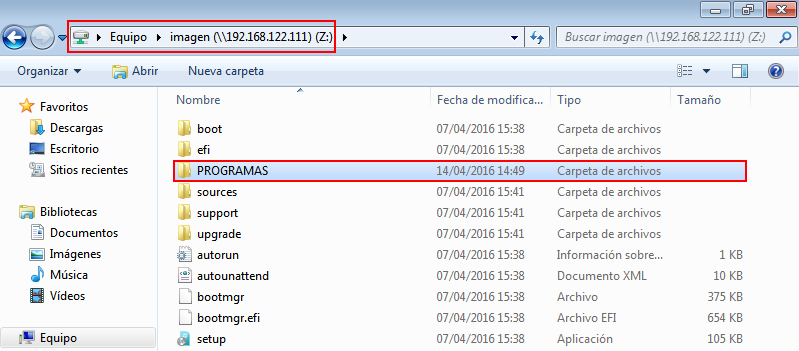 Equipo imagen (\\192.168.122.111) (Z:)
Buscar imagen (\\192.168.122.111) (Z:)
Organizar Abrir Nueva carpeta
Favoritos
Descargas
Escritorio
Sitios recientes
Bibliotecas
Documentos
Imágenes
Música
Vídeos
Equipo
Nombre Fecha de modifica... Tipo Tamaño
boot 07/04/2016 15:38 Carpeta de archivos
efi 07/04/2016 15:38 Carpeta de archivos
PROGRAMAS 14/04/2016 14:49 Carpeta de archivos
sources 07/04/2016 15:41 Carpeta de archivos
support 07/04/2016 15:41 Carpeta de archivos
upgrade 07/04/2016 15:38 Carpeta de archivos
autorun 07/04/2016 15:38 Información sobre... 1 KB
autounattend 07/04/2016 15:38 Documento XML 10 KB
bootmgr 07/04/2016 15:38 Archivo 375 KB
bootmgr.efi 07/04/2016 15:38 Archivo EFI 654 KB
setup 07/04/2016 15:38 Aplicación 105 KB